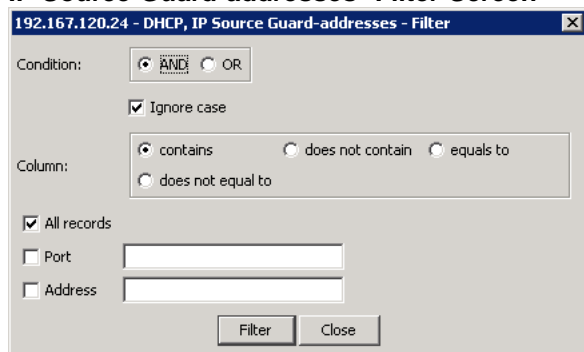 192.167.120.24 - DHCP, IP Source Guard-addresses - Filter
Condition: AND OR
Ignore case
Column: contains does not contain equals to
does not equal to
All records
Port
Address
Filter Close